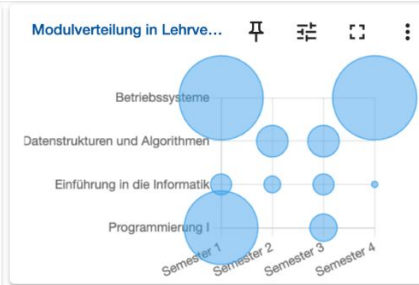 Modulverteilung in Lehrve...
Betriebssysteme
Datenstrukturen und Algorithmen
Einführung in die Informatik
Programmierung I
Semester 1
Semester 2
Semester 3
Semester 4